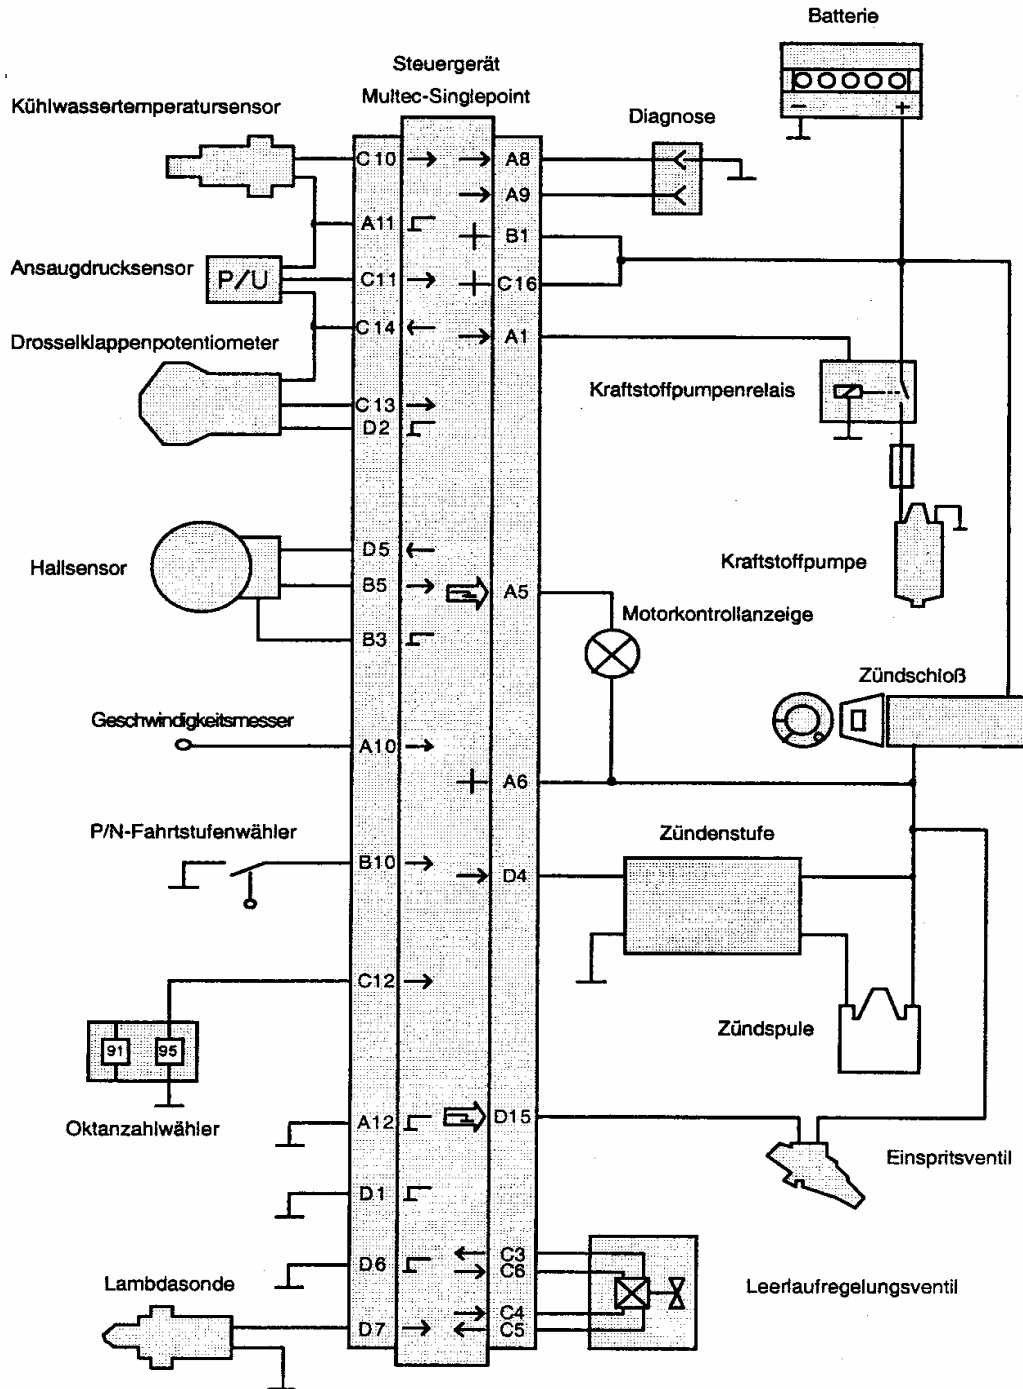 Batterie
Steuergerät
Multec-Singlepoint
Kühlwassertemperatursensor
Diagnose
− +
C10 A8
A9
A11 B1
Ansaugdrucksensor
P/U C11 C16
C14 A1
Drosselklappenpotentiometer
Kraftstoffpumpenrelais
C13
D2
D5
Hallsensor
Kraftstoffpumpe
B5 A5
Motorkontrollanzeige
B3
Zündschloß
Geschwindigkeitsmesser
A10
A6
P/N-Fahrtstufenwähler
Zündenstufe
B10 D4
C12
Zündspule
91 95
Oktanzahlwähler
A12 D15
Einspritsventil
D1
C3
D6 C6
Lambdasonde
Leerlaufregelungsventil
C4
D7 C5